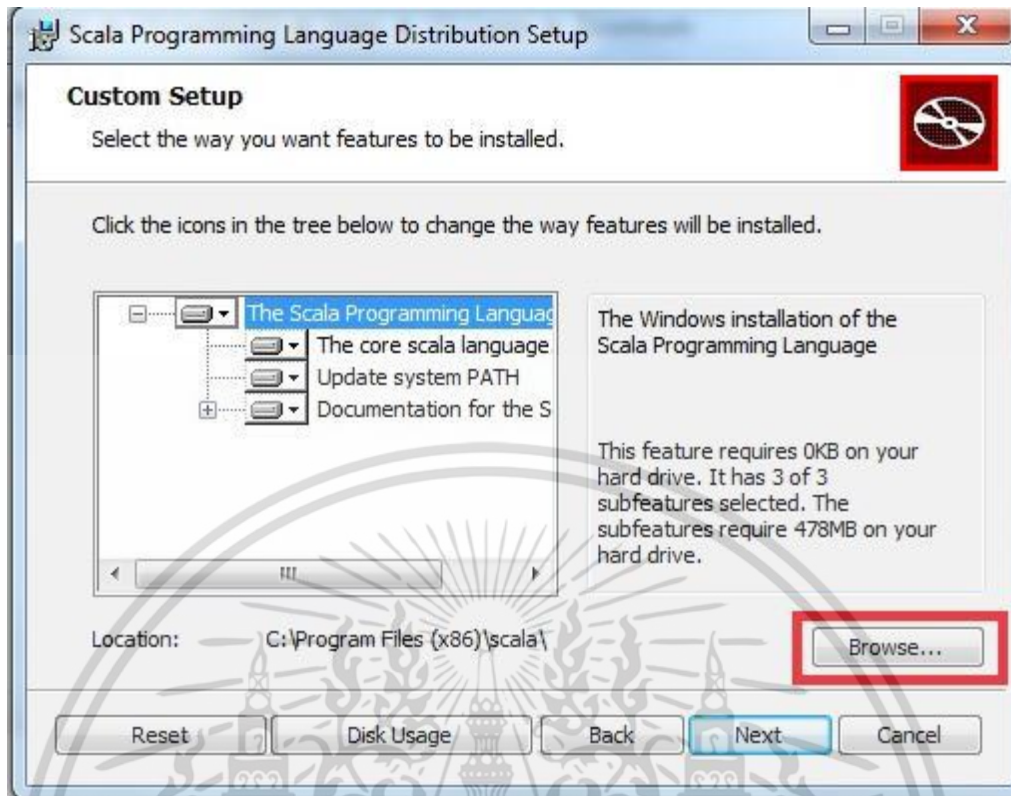 Scala Programming Language Distribution Setup
Custom Setup
Select the way you want features to be installed.
Click the icons in the tree below to change the way features will be installed.
The Scala Programming Languag
The core scala language
Update system PATH
Documentation for the S
The Windows installation of the
Scala Programming Language
This feature requires 0KB on your
hard drive. It has 3 of 3
subfeatures selected. The
subfeatures require 478MB on your
hard drive.
Location: C:\Program Files (x86)\scala\
Browse...
Reset Disk Usage Back Next Cancel